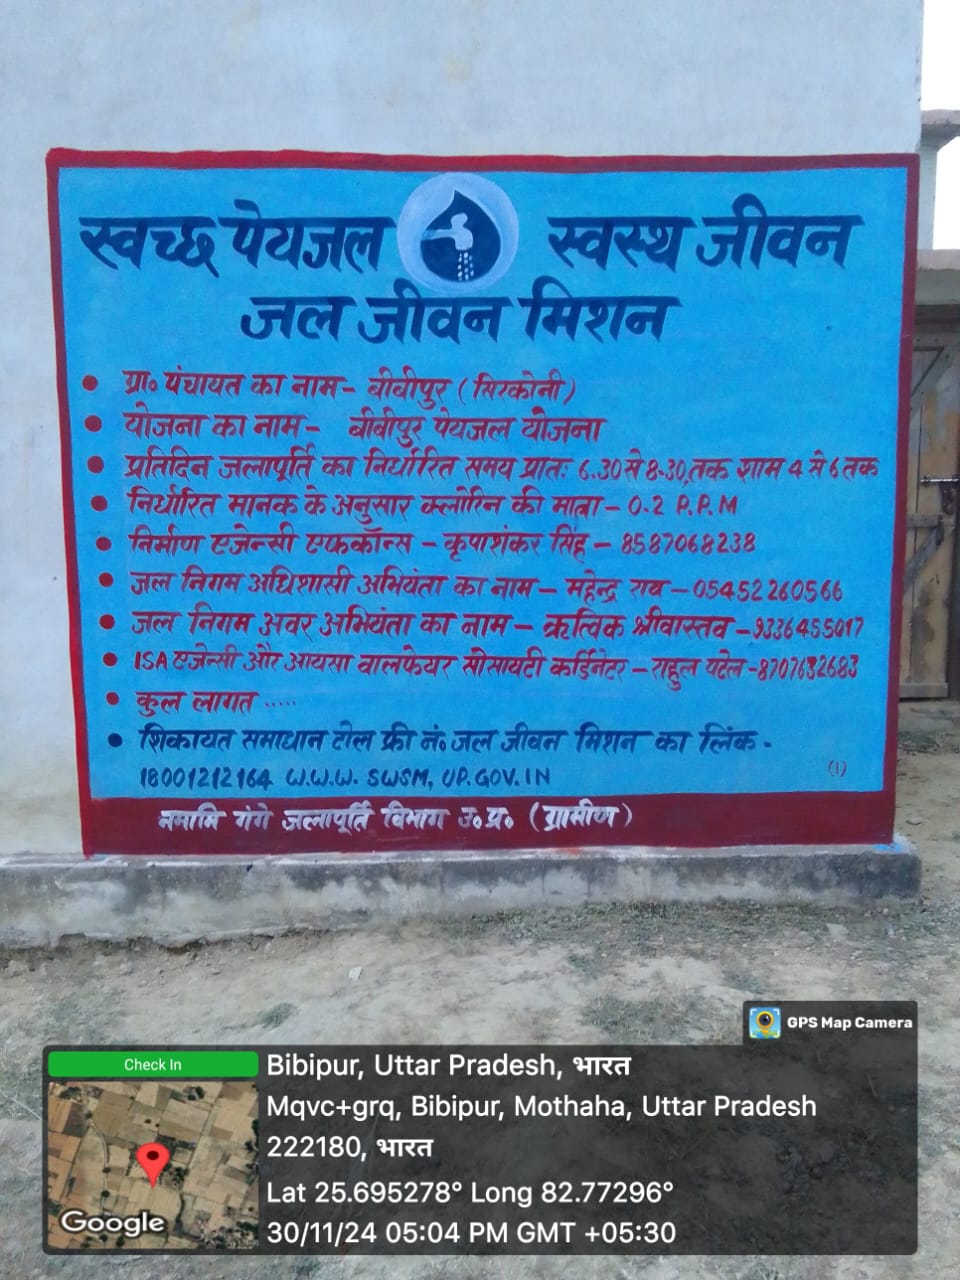 स्वच्छ पेयजल स्वस्थ जीवन
जल जीवन मिशन
• ग्रा० पंचायत का नाम- बीबीपुर (सिरकोनी)
• योजना का नाम- बीबीपुर पेयजल योजना
• प्रतिदिन जलापूर्ति का निर्धारित समय प्रातः 6.30 से 8-30, तक शाम 4 से 6 तक
• निर्धारित मानक के अनुसार क्लोरिन की मात्रा- 0.2 P.P.M
• निर्माण एजेन्सी एफकॉन्स - कृपाशंकर सिंह - 8587068238
• जल निगम अधिशासी अभियंता का नाम - महेन्द्र राव - 05452260566
• जल निगम अवर अभियंता का नाम - ऋत्विक श्रीवास्तव -9336455017
• ISA एजेन्सी और आयसा वालफेयर सोसायटी कर्डिनेटर - राहुल पटेल -8707632683
• कुल लागत .....
• शिकायत समाधान टोल फ्री नं० जल जीवन मिशन का लिंक -
18001212164 W.W.W. SWSM, UP.GOV.IN
(1)
नमामि गंगे जलापूर्ति विभाग उ० प्र० (ग्रामीण)
GPS Map Camera
Check In
Bibipur, Uttar Pradesh, भारत
Mqvc+grq, Bibipur, Mothaha, Uttar Pradesh
222180, भारत
Lat 25.695278° Long 82.77296°
30/11/24 05:04 PM GMT +05:30
Google